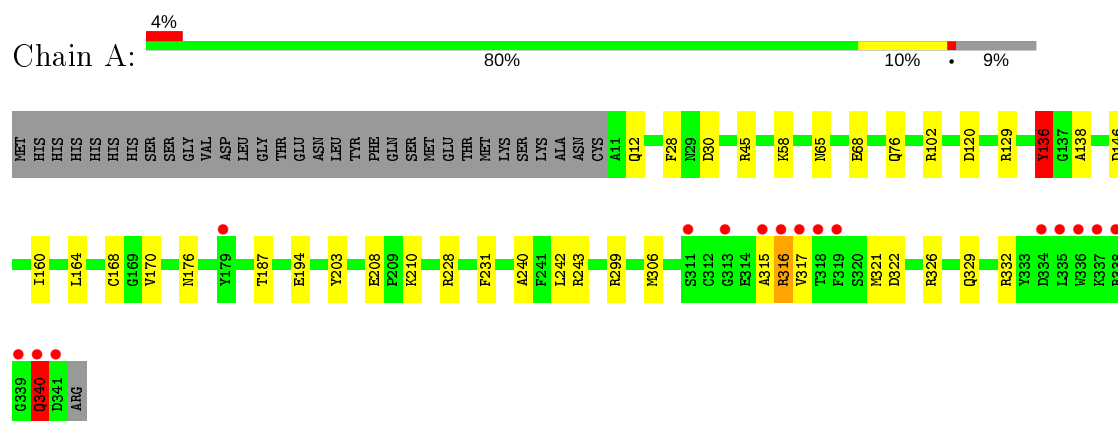 4%
Chain A:
80% 10% • 9%
MET HIS HIS HIS HIS HIS HIS SER SER GLY VAL ASP LEU GLY THR GLU ASN LEU TYR PHE GLN SER MET GLU THR MET LYS SER LYS ALA ASN CYS A11 Q12 F28 N29 D30 R45 K58 N65 E68 Q76 R102 D120 R129 Y136 G137 A138 D146
I160 L164 C168 G169 V170 N176 Y179 T187 E194 Y203 E208 P209 K210 R228 F231 A240 F241 L242 R243 R299 M306 S311 C312 G313 E314 A315 R316 V317 T318 F319 S320 M321 D322 R326 Q329 R332 Y333 D334 L335 W336 K337 R338
G339 Q340 D341 ARG